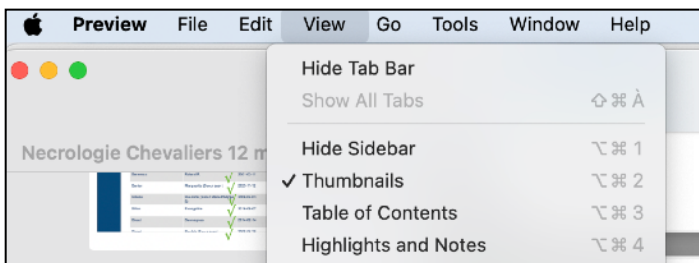 Preview File Edit View Go Tools Window Help
Hide Tab Bar
Show All Tabs ⇧⌘À
Necrologie Chevaliers 12 m
Hide Sidebar ⌥⌘1
✓ Thumbnails ⌥⌘2
Table of Contents ⌥⌘3
Highlights and Notes ⌥⌘4